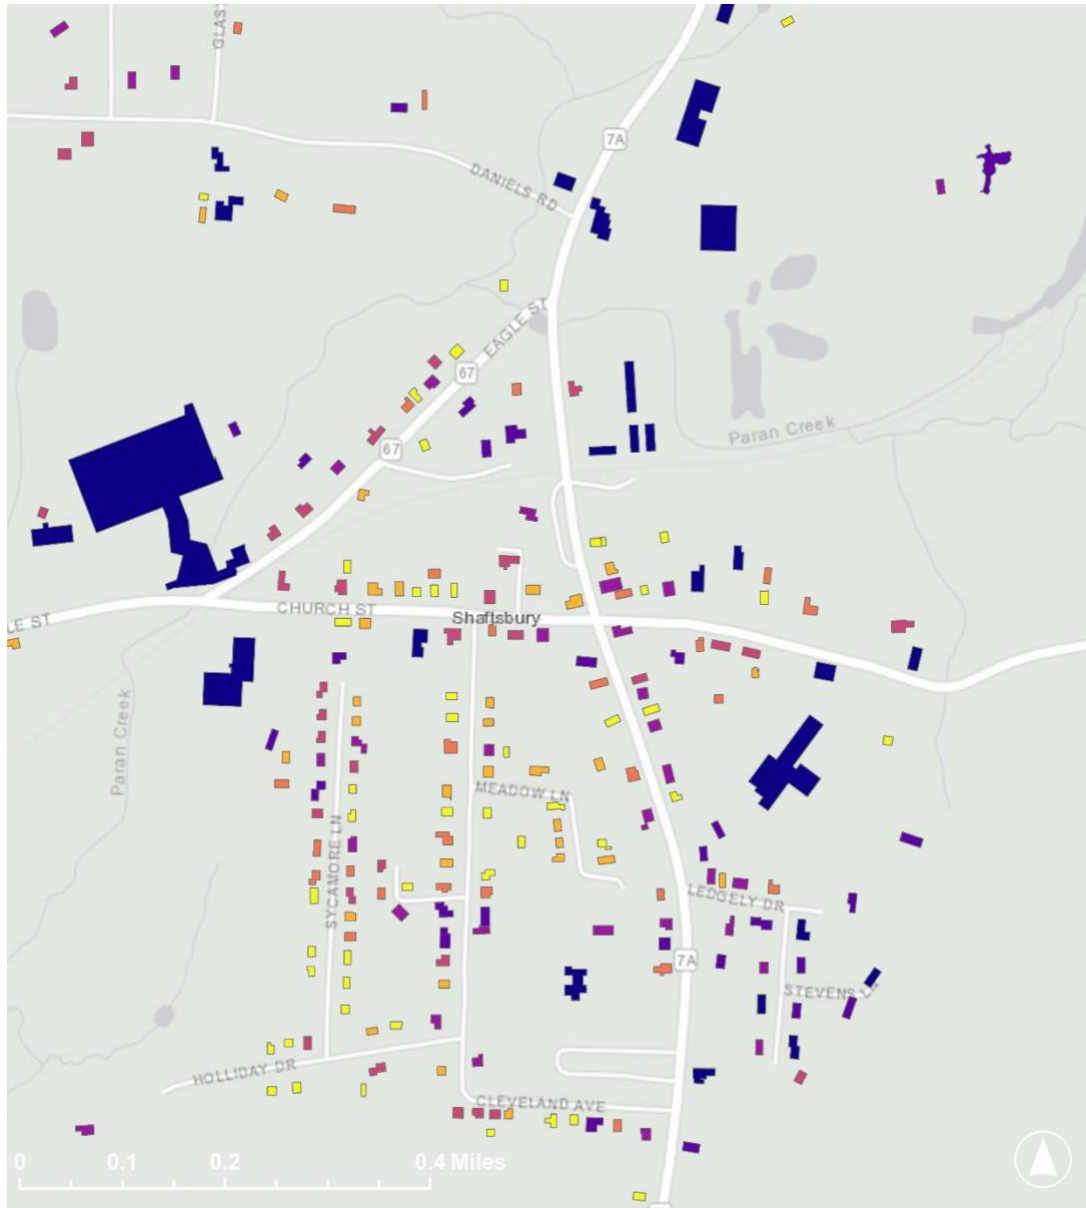 GLAS
7A
DANIELS RD
EAGLE ST
67
67
Paran Creek
LE ST
CHURCH ST
Shaftsbury
Paran Creek
MEADOW LN
SYCAMORE LN
LEDGELY DR
7A
STEVENS L
HOLLIDAY DR
CLEVELAND AVE
0 0.1 0.2 0.4 Miles